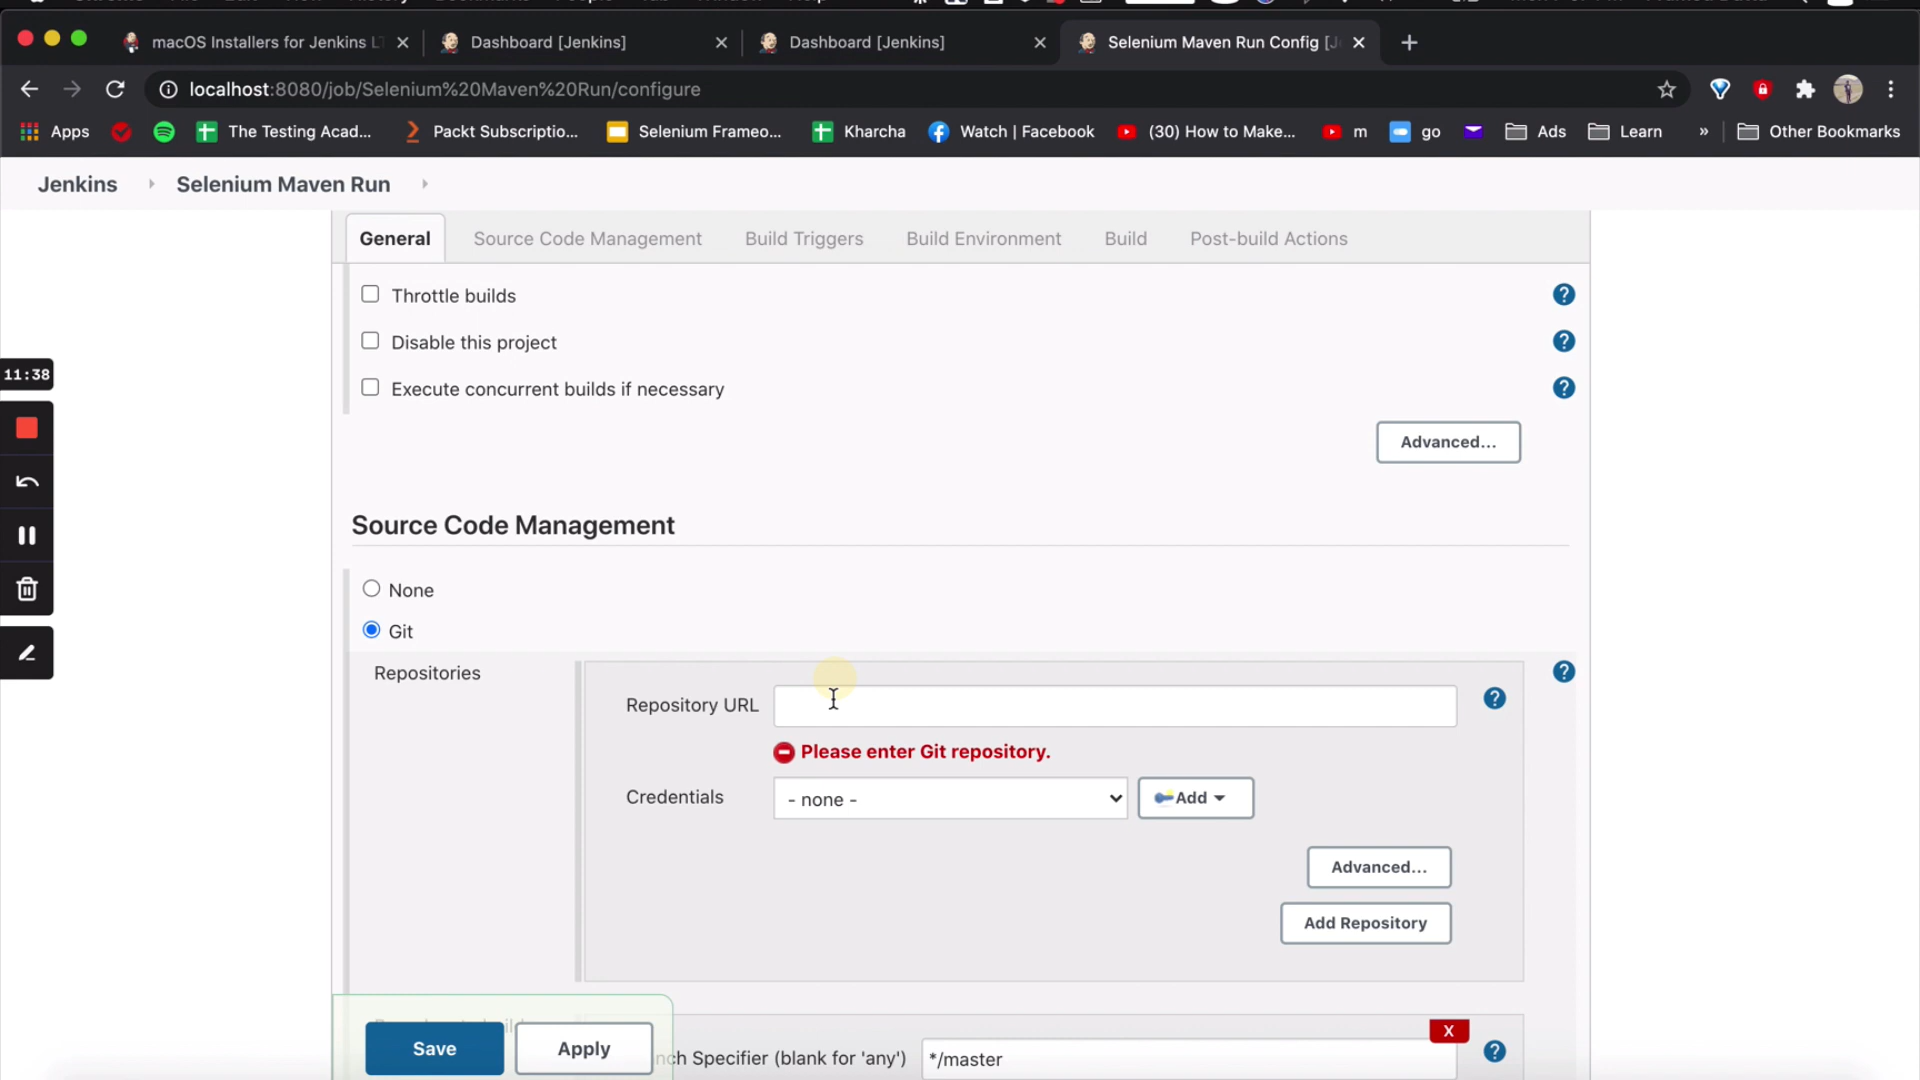 macOS Installers for Jenkins LT
Dashboard [Jenkins]
Dashboard [Jenkins]
Selenium Maven Run Config [J
localhost:8080/job/Selenium%20Maven%20Run/configure
Apps
The Testing Acad...
Packt Subscriptio...
Selenium Frameo...
Kharcha
Watch | Facebook
(30) How to Make...
m
go
Ads
Learn
»
Other Bookmarks
Jenkins
Selenium Maven Run
General
Source Code Management
Build Triggers
Build Environment
Build
Post-build Actions
Throttle builds
Disable this project
11:38
Execute concurrent builds if necessary
Advanced...
Source Code Management
None
Git
Repositories
Repository URL
Please enter Git repository.
Credentials
- none -
Add
Advanced...
Add Repository
X
Save
Apply
nch Specifier (blank for 'any')
*/master